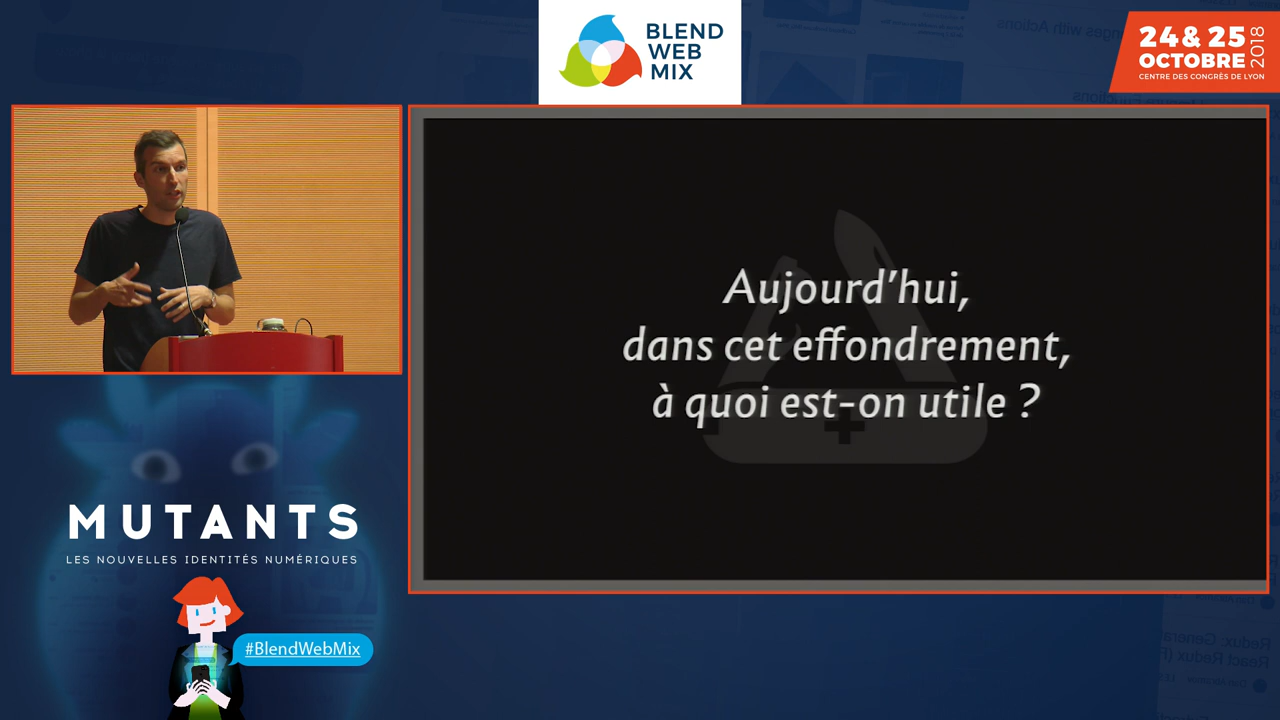 BLEND
WEB
MIX
24 & 25
OCTOBRE
2018
CENTRE DES CONGRÈS DE LYON
Aujourd'hui,
dans cet effondrement,
à quoi est-on utile ?
MUTANTS
LES NOUVELLES IDENTITÉS NUMÉRIQUES
#BlendWebMix